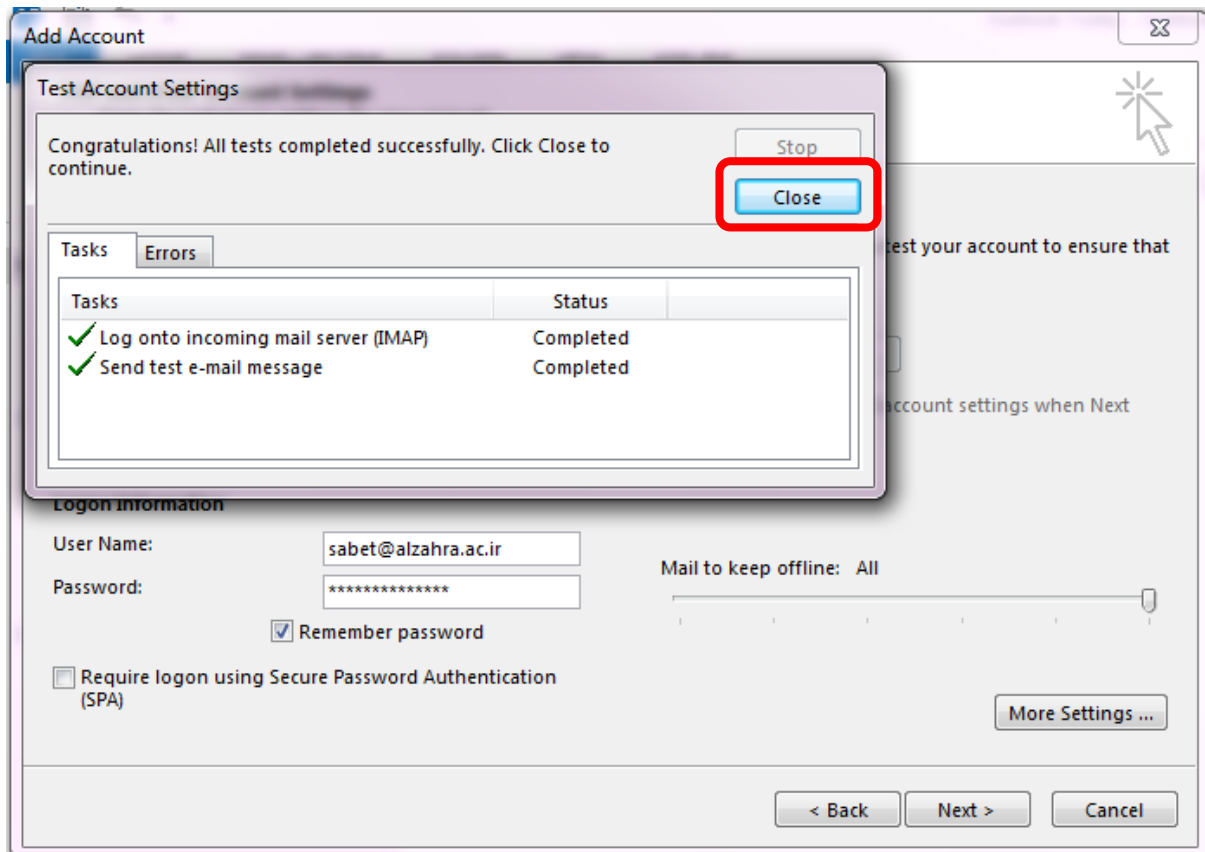 Add Account
Test Account Settings
Congratulations! All tests completed successfully. Click Close to
continue.
Stop
Close
Tasks
Errors
Tasks Status
Log onto incoming mail server (IMAP) Completed
Send test e-mail message Completed
test your account to ensure that
account settings when Next
Logon Information
User Name: sabet@alzahra.ac.ir
Password: **************
Remember password
Mail to keep offline: All
Require logon using Secure Password Authentication
(SPA)
More Settings ...
< Back Next > Cancel